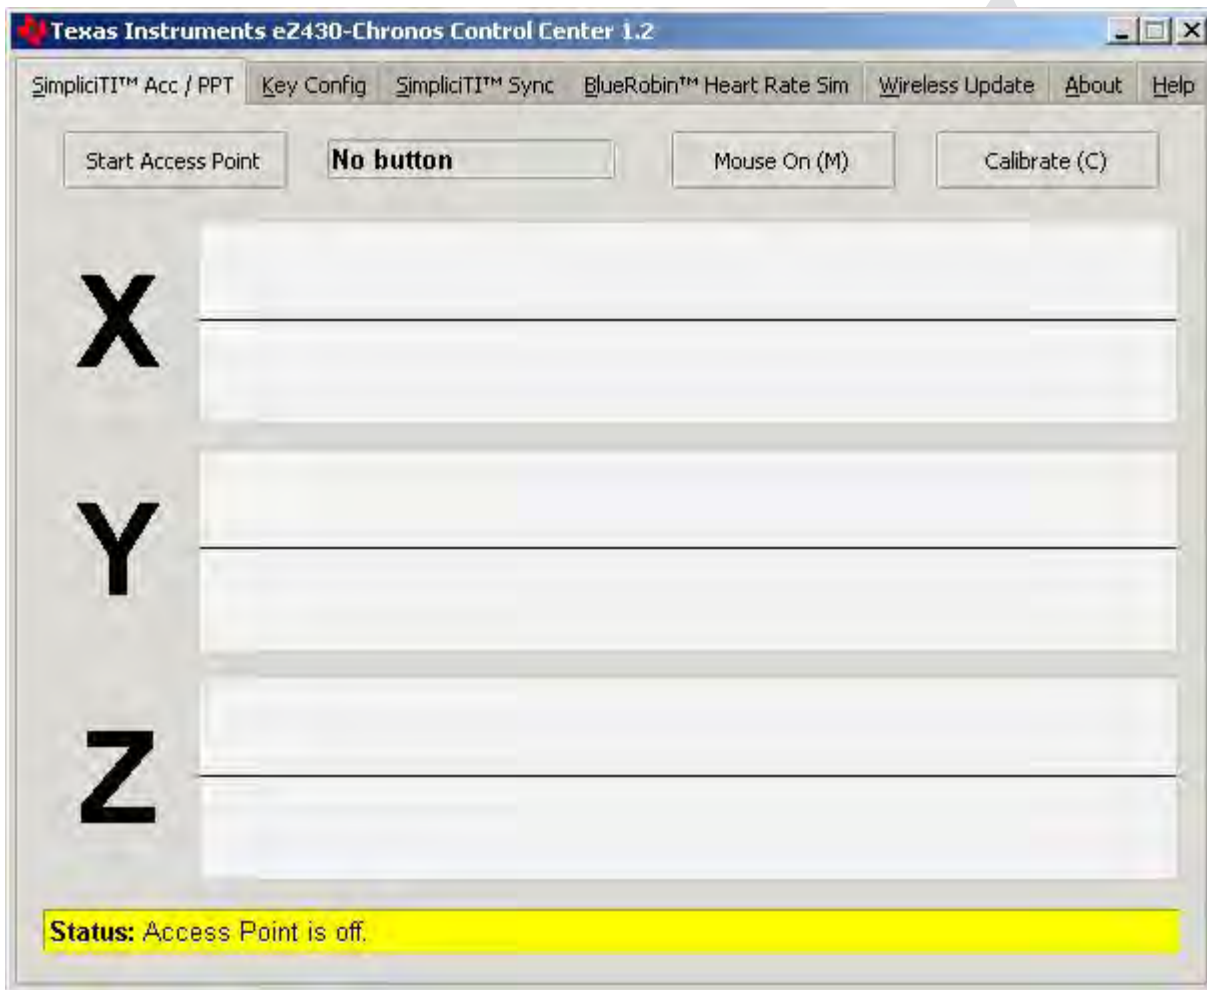 Texas Instruments eZ430-Chronos Control Center 1.2
SimpliciTI™ Acc / PPT Key Config SimpliciTI™ Sync BlueRobin™ Heart Rate Sim Wireless Update About Help
Start Access Point No button Mouse On (M) Calibrate (C)
X
Y
Z
Status: Access Point is off.